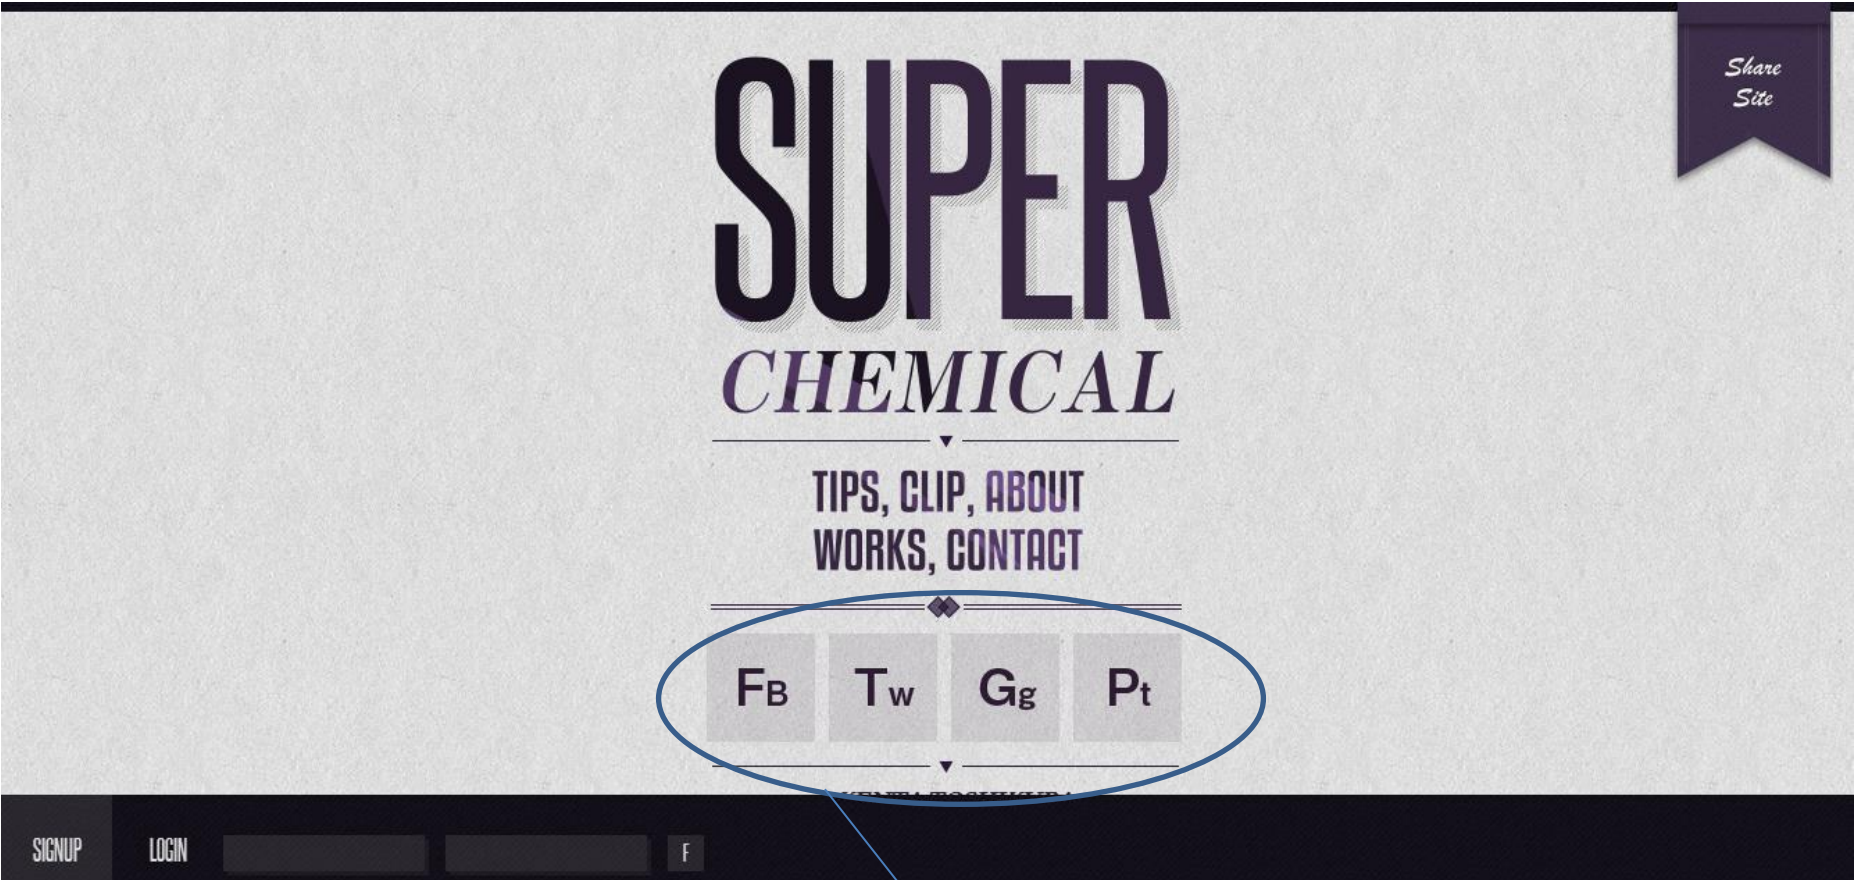 Share
Site
SUPER
CHEMICAL
TIPS, CLIP, ABOUT
WORKS, CONTACT
FB TW Gg Pt
SIGNUP LOGIN F